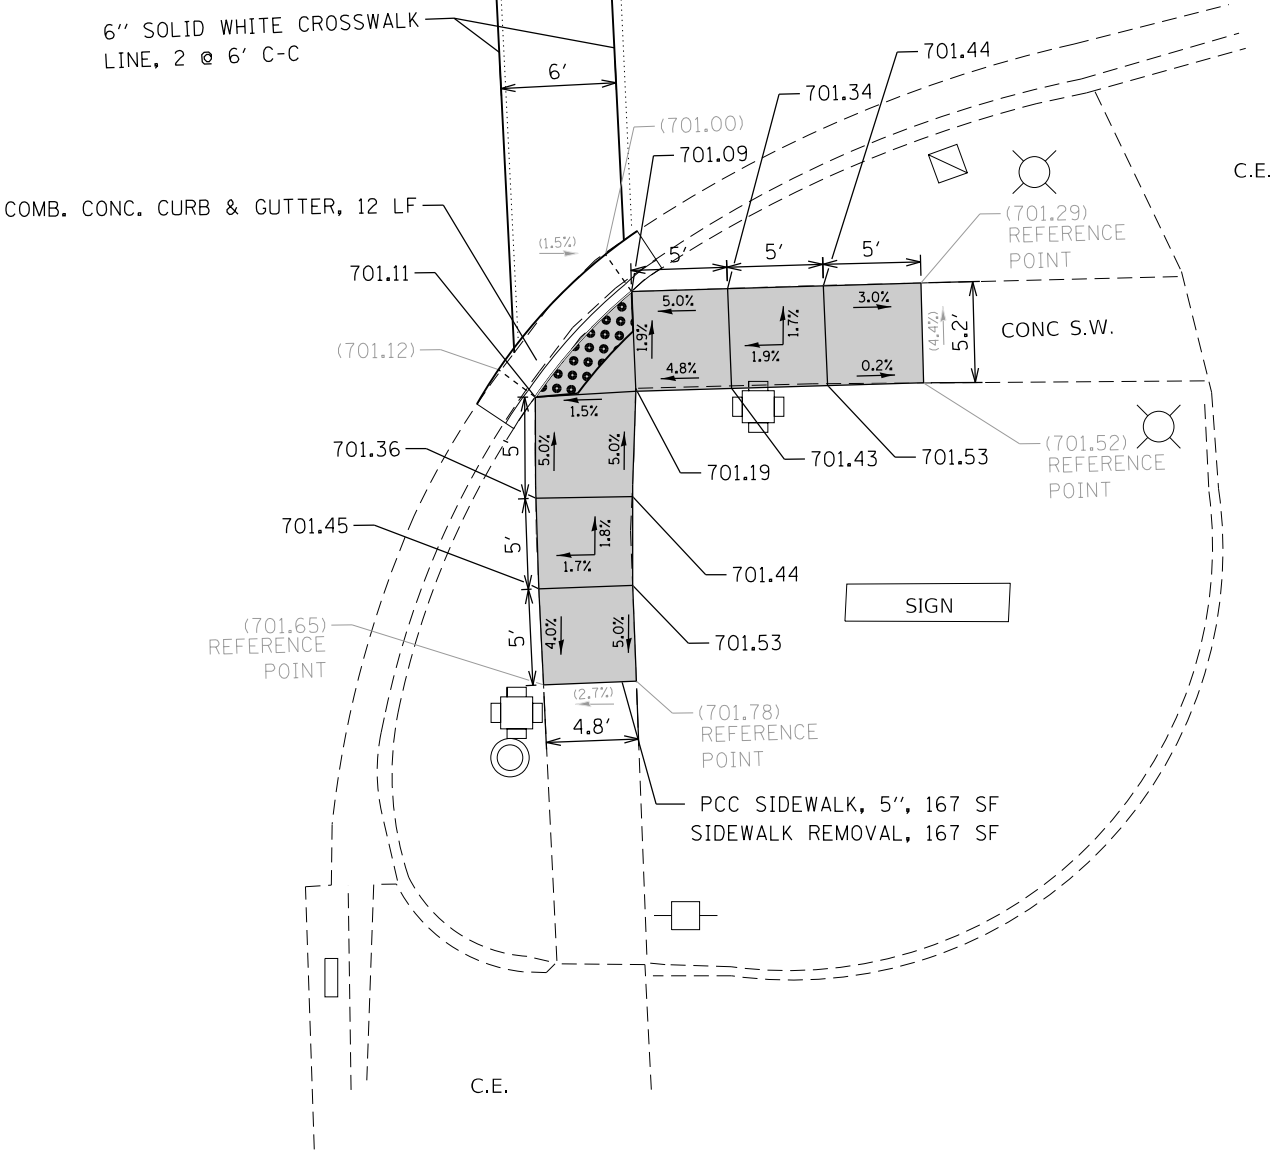 6" SOLID WHITE CROSSWALK
LINE, 2 @ 6' C-C
6'
701.44
701.34
(701.00)
701.09
C.E.
COMB. CONC. CURB & GUTTER, 12 LF
(1.5%)
(701.29)
REFERENCE
POINT
5'
5'
5'
701.11
5.0%
3.0%
1.9%
1.7%
1.9%
(4.4%)
5.2'
CONC S.W.
(701.12)
4.8%
0.2%
1.5%
701.36
5'
5.0%
5.0%
701.19
701.43
701.53
(701.52)
REFERENCE
POINT
701.45
5'
1.8%
1.7%
701.44
SIGN
(701.65)
REFERENCE
POINT
5'
4.0%
5.0%
701.53
(2.7%)
4.8'
(701.78)
REFERENCE
POINT
PCC SIDEWALK, 5", 167 SF
SIDEWALK REMOVAL, 167 SF
C.E.